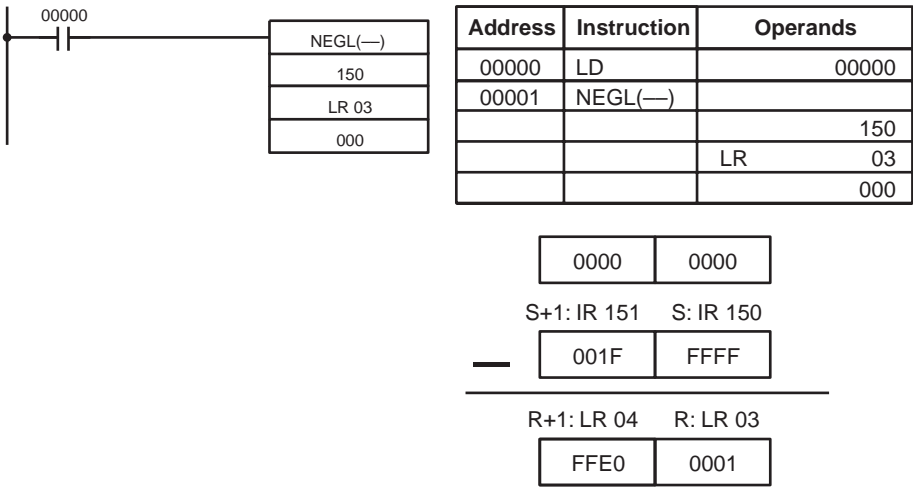 00000
NEGL(––)
150
LR 03
000
Address Instruction Operands
00000 LD 00000
00001 NEGL(––)
150
LR 03
000
0000 0000
S+1: IR 151 S: IR 150
001F FFFF
—
R+1: LR 04 R: LR 03
FFE0 0001